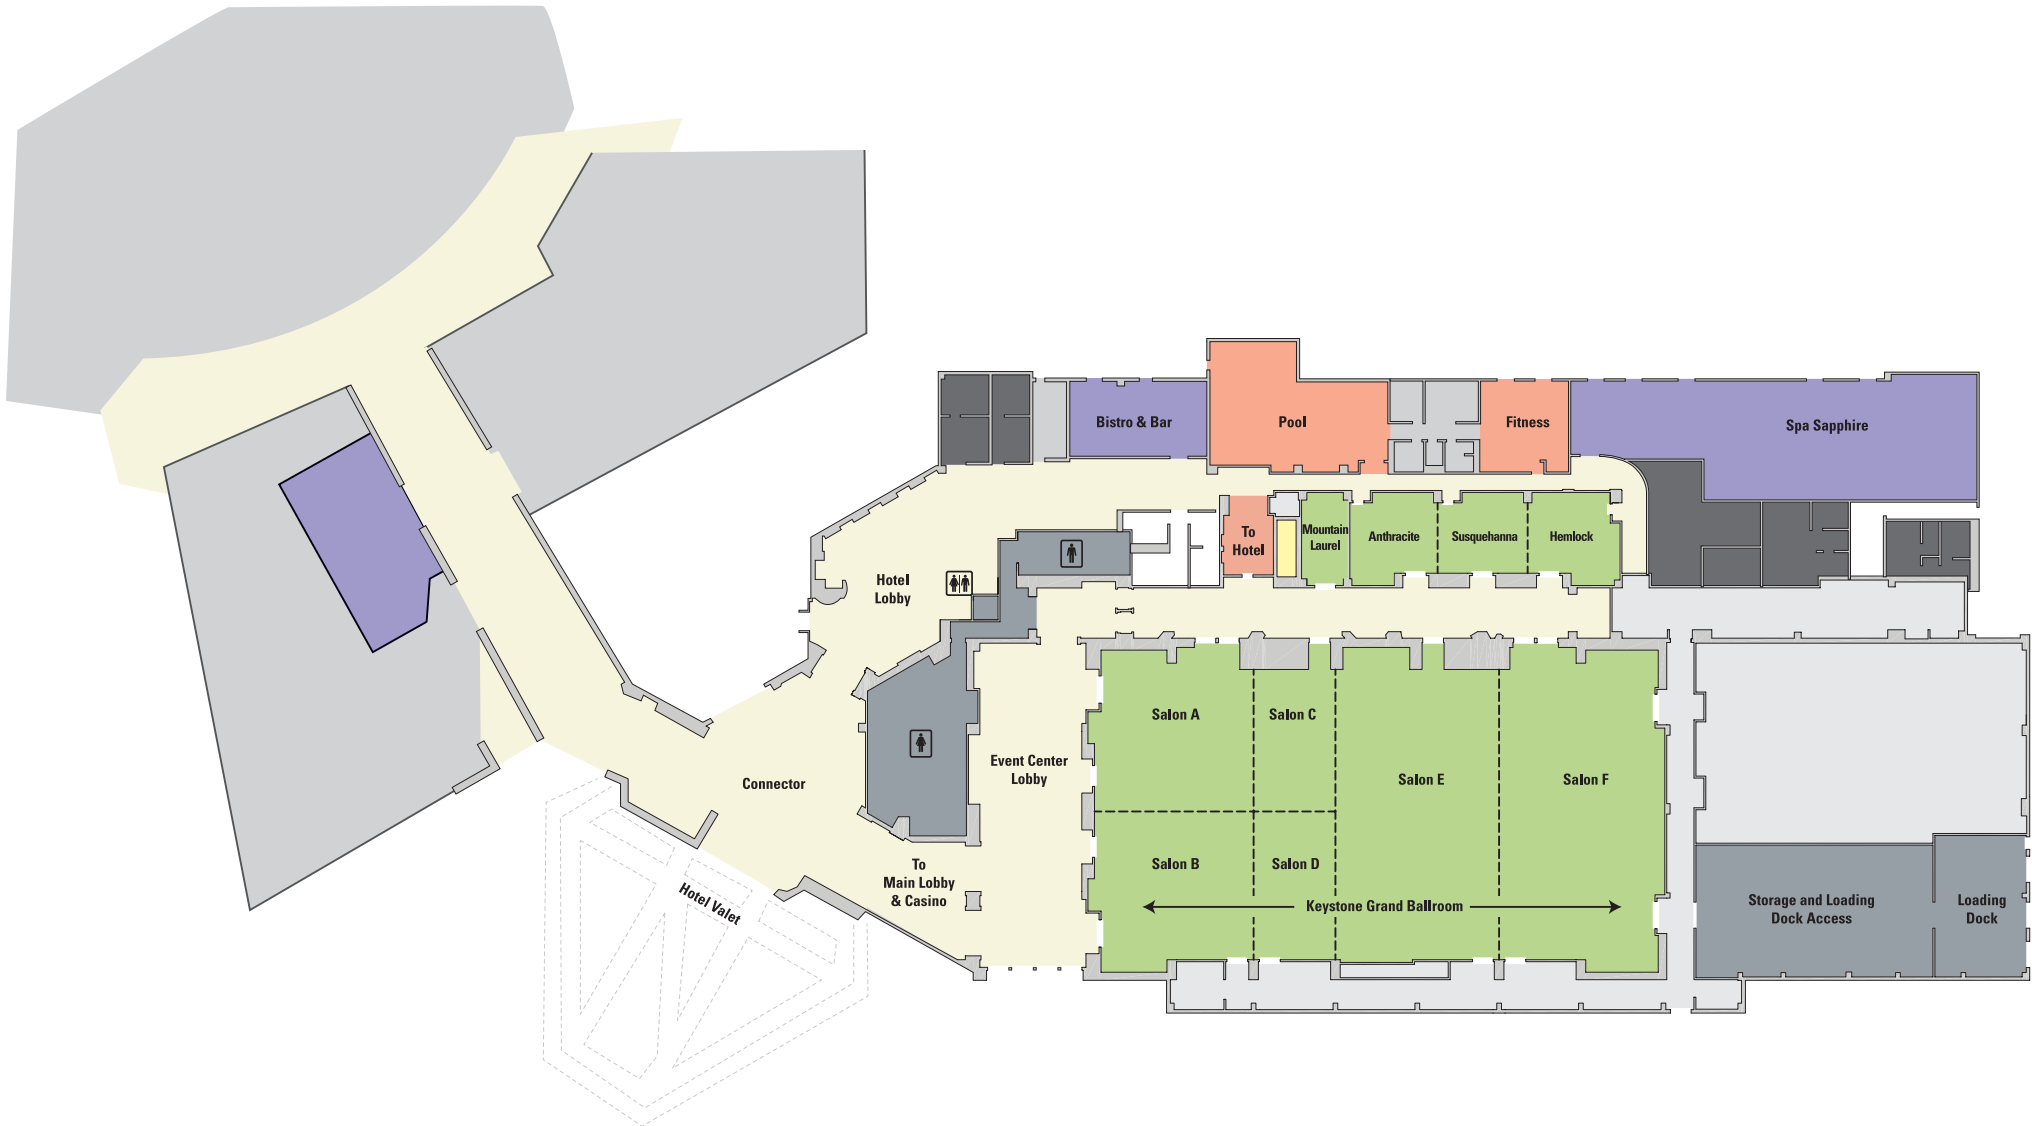 Bistro & Bar
Pool
Fitness
Spa Sapphire
To
Hotel
Mountain
Laurel
Anthracite
Susquehanna
Hemlock
Hotel
Lobby
Salon A
Salon C
Event Center
Lobby
Salon E
Salon F
Connector
To
Main Lobby
& Casino
Salon B
Salon D
Hotel Valet
Keystone Grand Ballroom
Storage and Loading
Dock Access
Loading
Dock